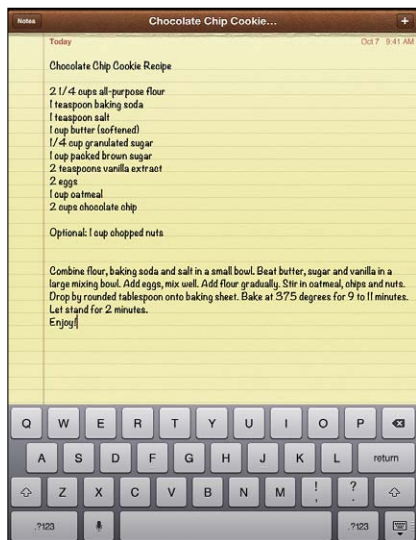 Notes
Chocolate Chip Cookie...
+
Today
Oct 7 9:41 AM
Chocolate Chip Cookie Recipe
2 1/4 cups all-purpose flour
1 teaspoon baking soda
1 teaspoon salt
1 cup butter (softened)
1/4 cup granulated sugar
1 cup packed brown sugar
2 teaspoons vanilla extract
2 eggs
1 cup oatmeal
2 cups chocolate chip
Optional: 1 cup chopped nuts
Combine flour, baking soda and salt in a small bowl. Beat butter, sugar and vanilla in a
large mixing bowl. Add eggs, mix well. Add flour gradually. Stir in oatmeal, chips and nuts.
Drop by rounded tablespoon onto baking sheet. Bake at 375 degrees for 9 to 11 minutes.
Let stand for 2 minutes.
Enjoy!
Q W E R T Y U I O P
A S D F G H J K L return
Z X C V B N M ! , ? .
.?123 .?123